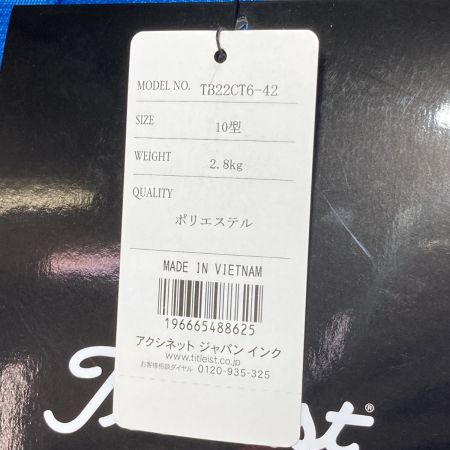 MODEL NO. TB22CT6-42
SIZE 10型
WEIGHT 2.8kg
QUALITY
ポリエステル
MADE IN VIETNAM
196665488625
アクシネット ジャパン インク
www.titleist.co.jp
お客様相談ダイヤル 0120-935-325
®